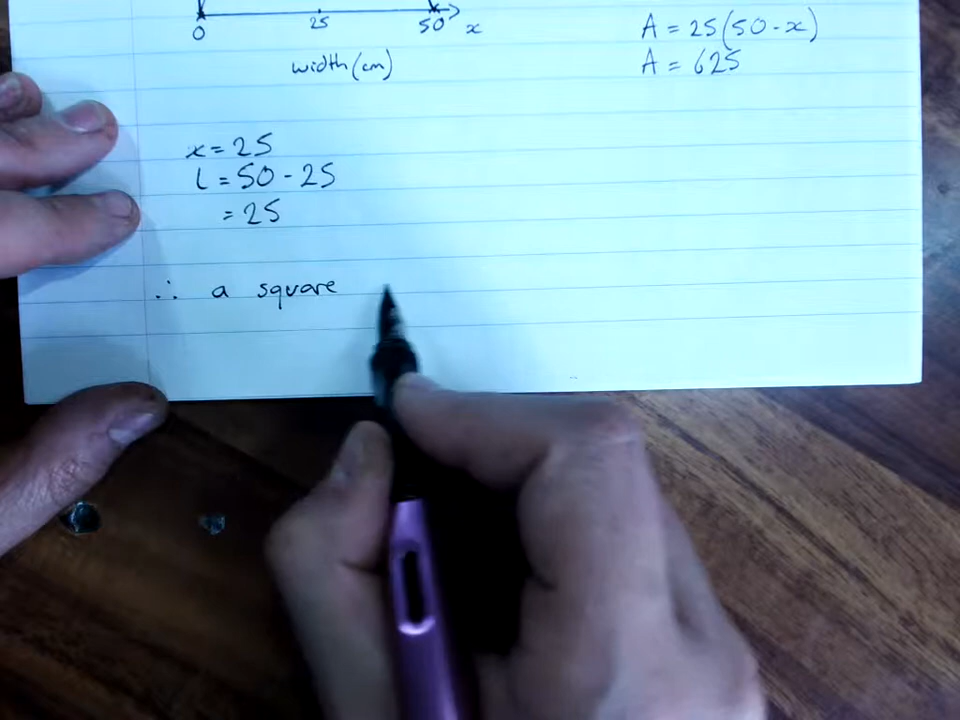 0 25 50 x
width (cm)
A = 25(50 - x)
A = 625
x = 25
l = 50 - 25
= 25
∴ a square